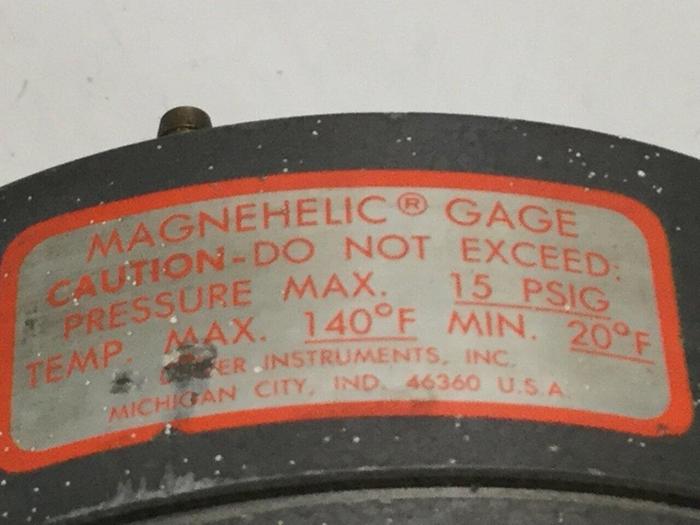 MAGNEHELIC® GAGE
CAUTION-DO NOT EXCEED:
PRESSURE MAX. 15 PSIG
TEMP. MAX. 140°F MIN. 20°F
INSTRUMENTS, INC.
MICHIGAN CITY, IND. 46360 U.S.A.